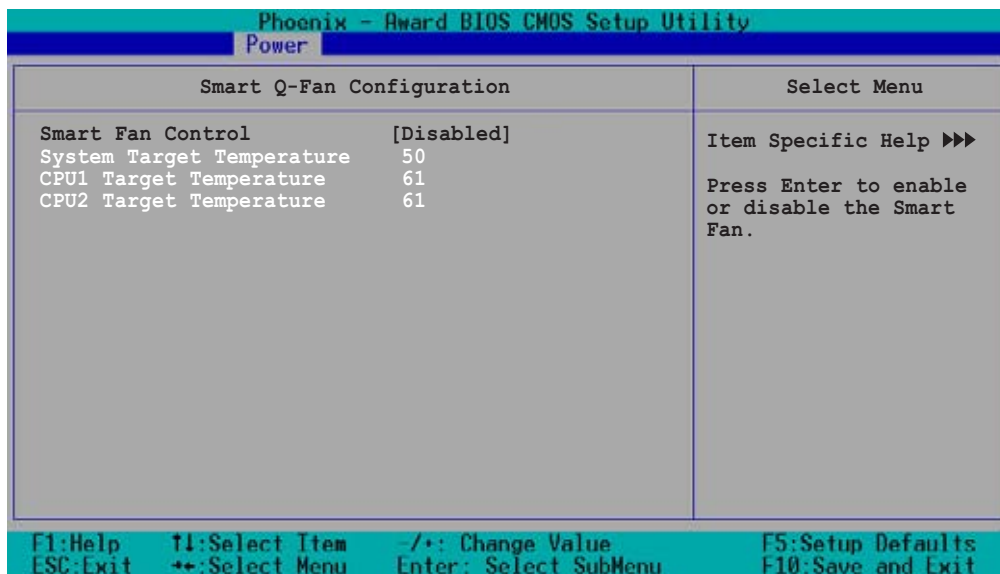 Phoenix - Award BIOS CMOS Setup Utility
Power
Smart Q-Fan Configuration
Select Menu
Smart Fan Control [Disabled]
System Target Temperature 50
CPU1 Target Temperature 61
CPU2 Target Temperature 61
Item Specific Help ▶▶▶
Press Enter to enable
or disable the Smart
Fan.
F1:Help ↑↓:Select Item -/+: Change Value F5:Setup Defaults
ESC:Exit →←:Select Menu Enter: Select SubMenu F10:Save and Exit